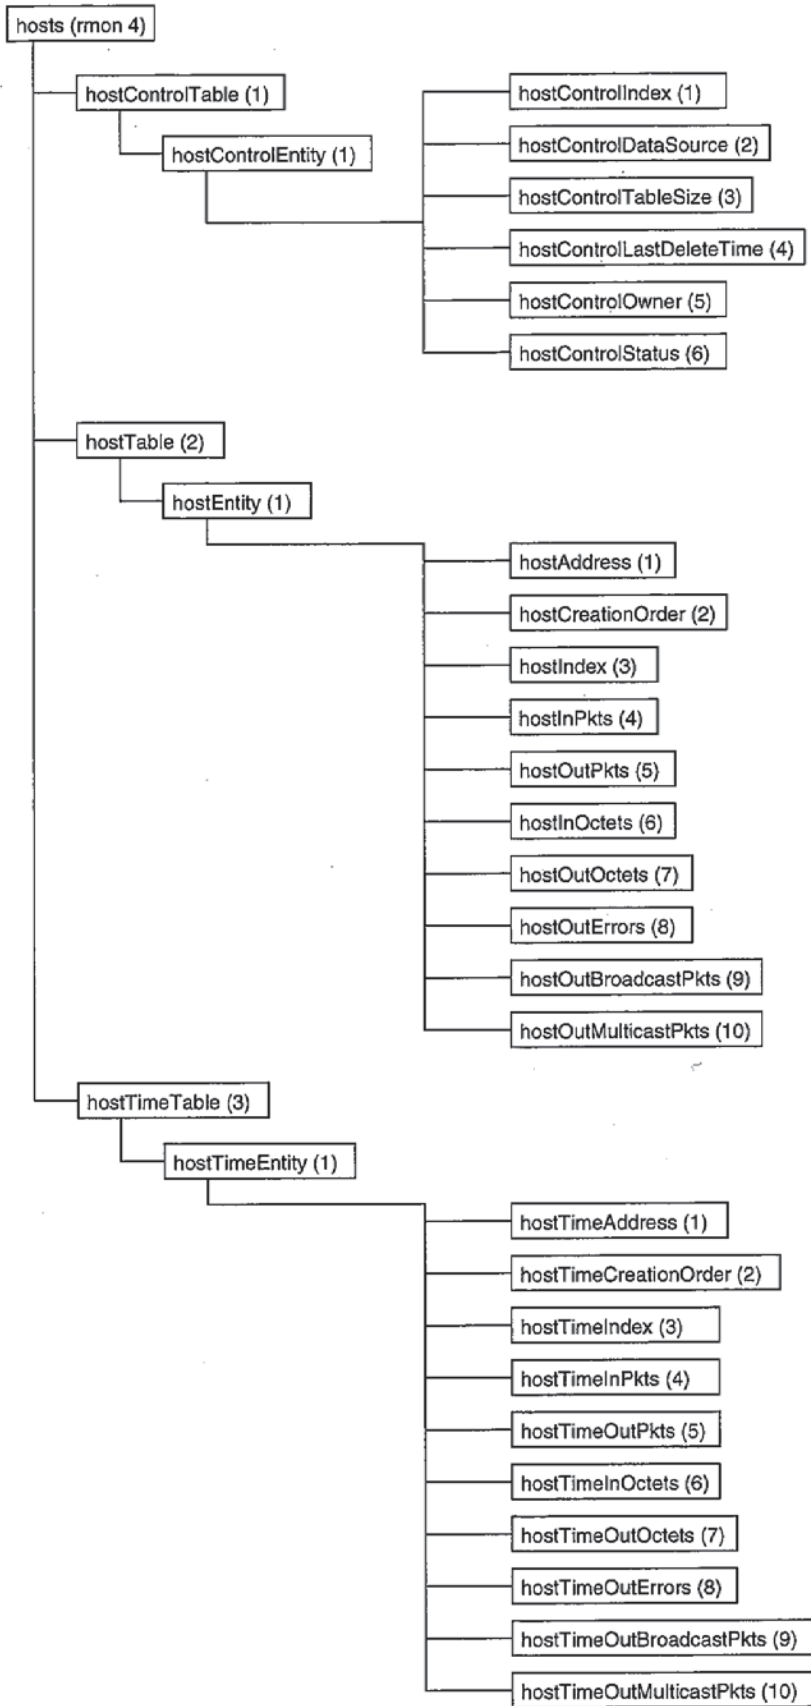 hosts (rmon 4)
hostControlTable (1)
hostControlEntity (1)
hostControlIndex (1)
hostControlDataSource (2)
hostControlTableSize (3)
hostControlLastDeleteTime (4)
hostControlOwner (5)
hostControlStatus (6)
hostTable (2)
hostEntity (1)
hostAddress (1)
hostCreationOrder (2)
hostIndex (3)
hostInPkts (4)
hostOutPkts (5)
hostInOctets (6)
hostOutOctets (7)
hostOutErrors (8)
hostOutBroadcastPkts (9)
hostOutMulticastPkts (10)
hostTimeTable (3)
hostTimeEntity (1)
hostTimeAddress (1)
hostTimeCreationOrder (2)
hostTimeIndex (3)
hostTimeInPkts (4)
hostTimeOutPkts (5)
hostTimeInOctets (6)
hostTimeOutOctets (7)
hostTimeOutErrors (8)
hostTimeOutBroadcastPkts (9)
hostTimeOutMulticastPkts (10)